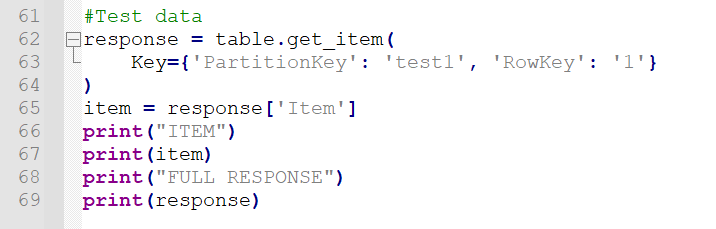 61 #Test data
62 response = table.get_item(
63     Key={'PartitionKey': 'test1', 'RowKey': '1'}
64 )
65 item = response['Item']
66 print("ITEM")
67 print(item)
68 print("FULL RESPONSE")
69 print(response)